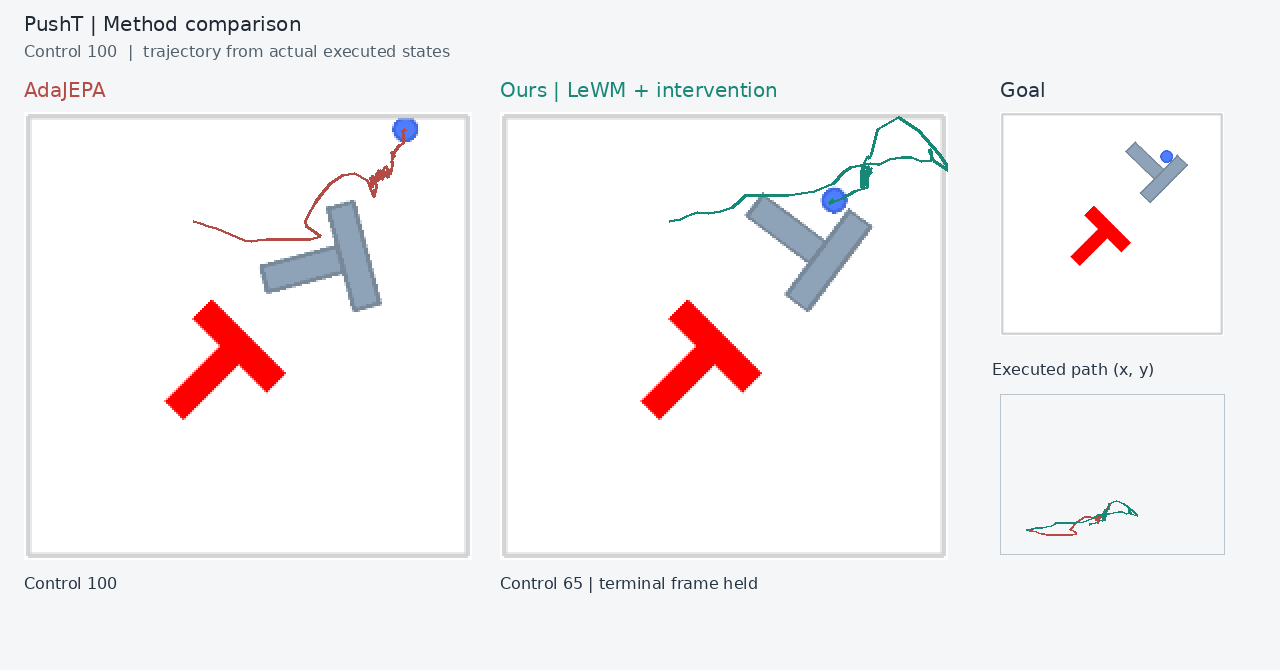 PushT | Method comparison
Control 100 | trajectory from actual executed states
AdaJEPA
Ours | LeWM + intervention
Goal
Executed path (x, y)
Control 100
Control 65 | terminal frame held